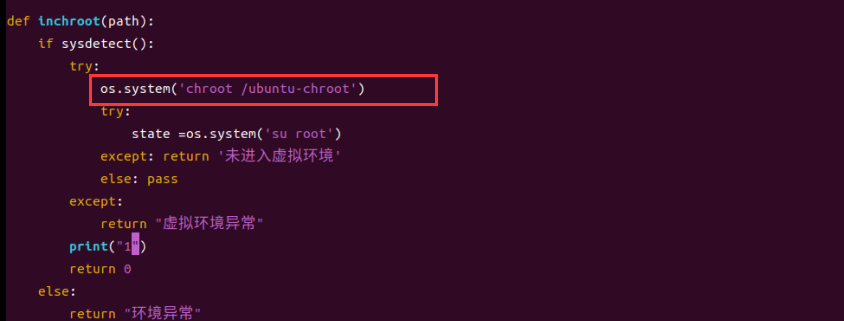 def inchroot(path):
    if sysdetect():
        try:
            os.system('chroot /ubuntu-chroot')
            try:
                state =os.system('su root')
            except: return '未进入虚拟环境'
            else: pass
        except:
            return "虚拟环境异常"
        print("1")
        return 0
    else:
        return "环境异常"